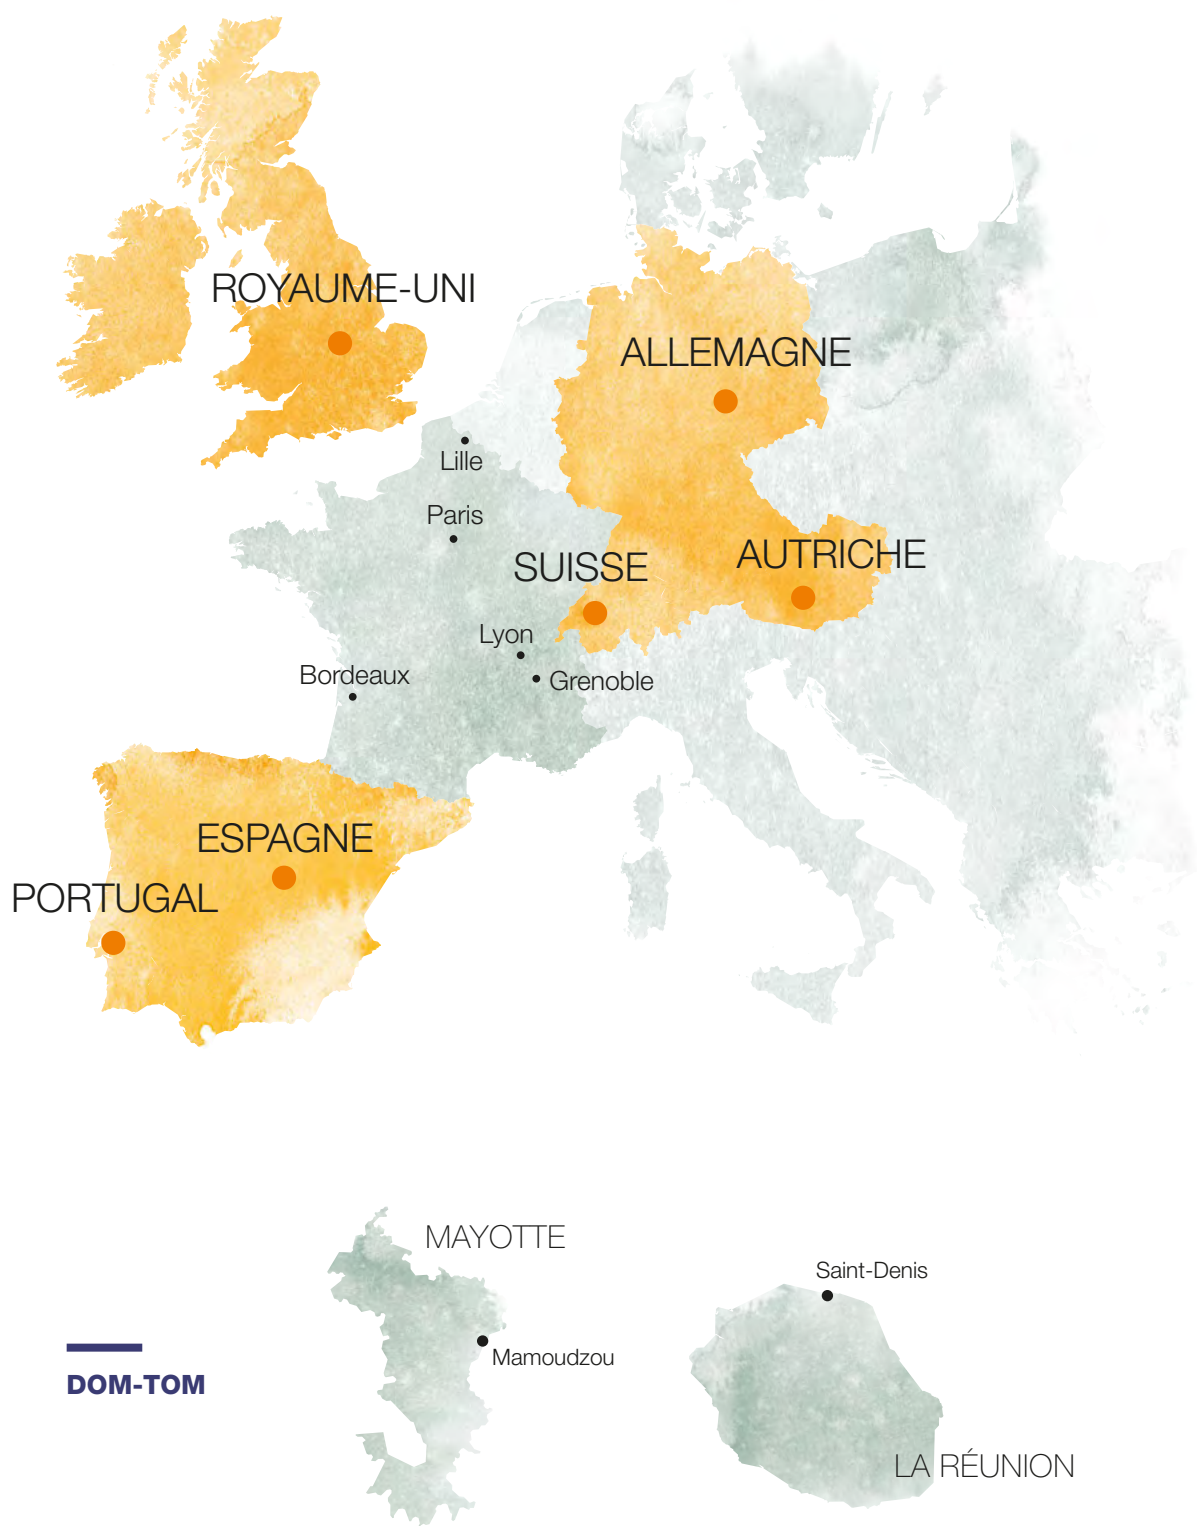 ROYAUME-UNI
ALLEMAGNE
Lille
Paris
SUISSE
AUTRICHE
Lyon
Bordeaux
Grenoble
ESPAGNE
PORTUGAL
MAYOTTE
Saint-Denis
Mamoudzou
DOM-TOM
LA RÉUNION